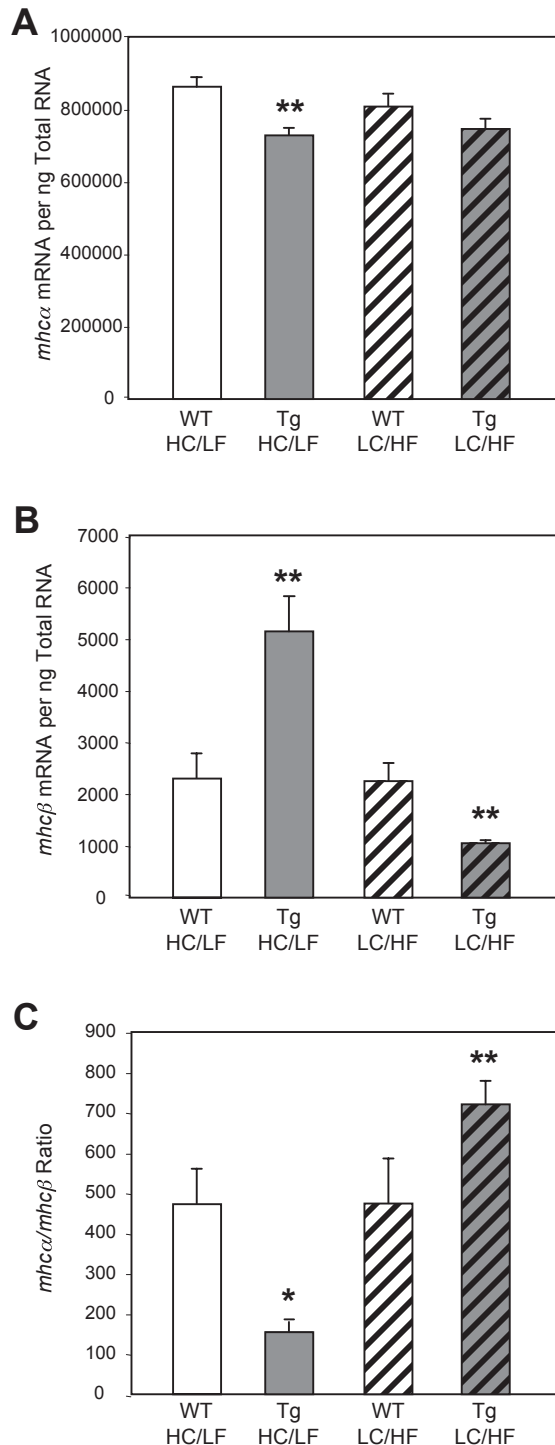 A
mhcα mRNA per ng Total RNA
1000000
800000
600000
400000
200000
0
**
WT
HC/LF
Tg
HC/LF
WT
LC/HF
Tg
LC/HF
B
mhcβ mRNA per ng Total RNA
7000
6000
5000
4000
3000
2000
1000
0
**
**
WT
HC/LF
Tg
HC/LF
WT
LC/HF
Tg
LC/HF
C
mhcα/mhcβ Ratio
900
800
700
600
500
400
300
200
100
0
*
**
WT
HC/LF
Tg
HC/LF
WT
LC/HF
Tg
LC/HF